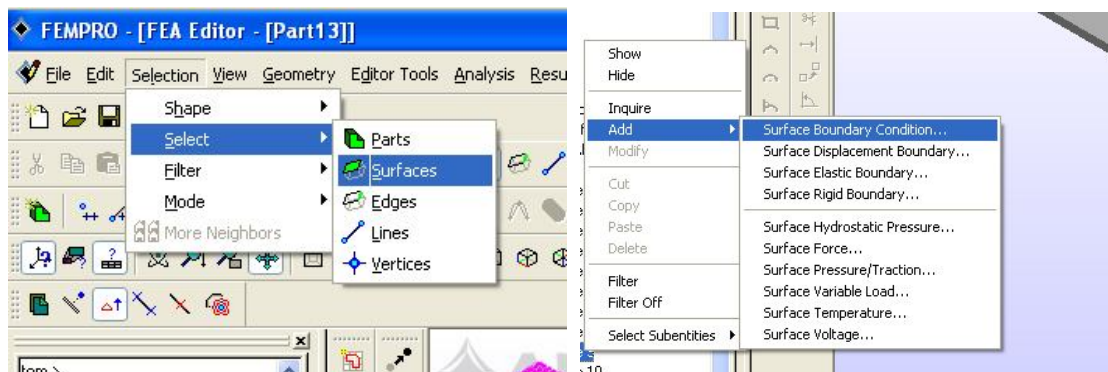 FEMPRO - [FEA Editor - [Part13]]
File Edit Selection View Geometry Editor Tools Analysis Resu
Shape
Select
Filter
Mode
More Neighbors
Parts
Surfaces
Edges
Lines
Vertices
Show
Hide
Inquire
Add
Modify
Cut
Copy
Paste
Delete
Filter
Filter Off
Select Subentities
10
Surface Boundary Condition...
Surface Displacement Boundary...
Surface Elastic Boundary...
Surface Rigid Boundary...
Surface Hydrostatic Pressure...
Surface Force...
Surface Pressure/Traction...
Surface Variable Load...
Surface Temperature...
Surface Voltage...